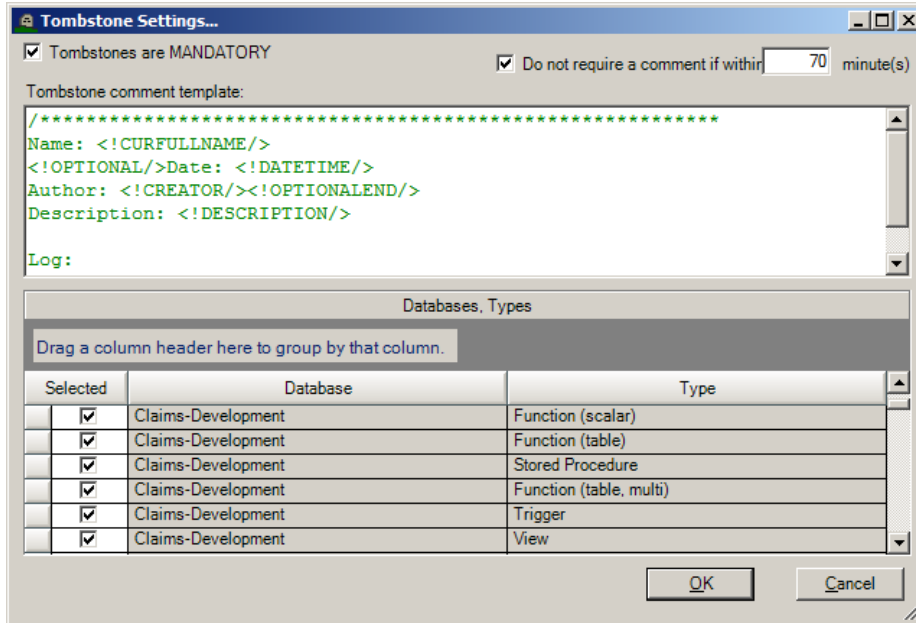 Tombstone Settings...
Tombstones are MANDATORY
Do not require a comment if within 70 minute(s)
Tombstone comment template:
/***********************************************************
Name: <!CURFULLNAME/>
<!OPTIONAL/>Date: <!DATETIME/>
Author: <!CREATOR/><!OPTIONALEND/>
Description: <!DESCRIPTION/>
Log:
Databases, Types
Drag a column header here to group by that column.
Selected Database Type
Claims-Development Function (scalar)
Claims-Development Function (table)
Claims-Development Stored Procedure
Claims-Development Function (table, multi)
Claims-Development Trigger
Claims-Development View
OK Cancel